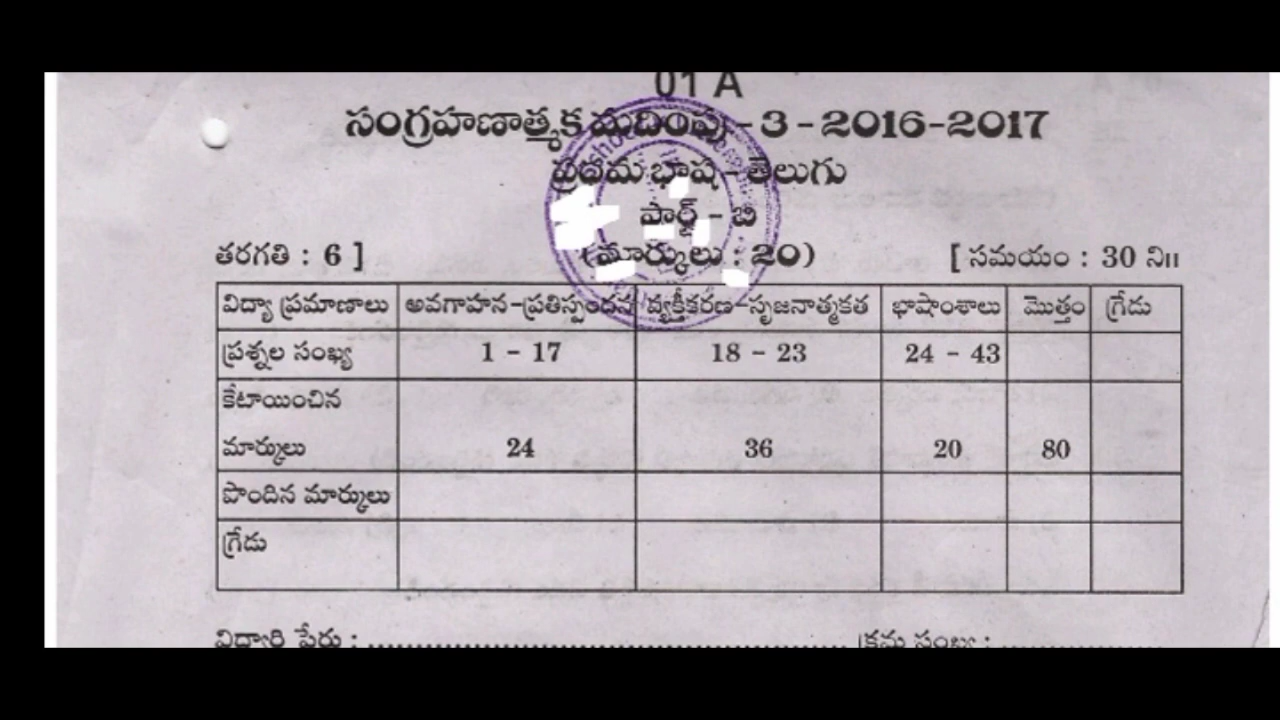 01 A
సంగ్రహణాత్మక మదింపు - 3 - 2016-2017
ప్రథమ భాష - తెలుగు
పార్ట్ - బి
తరగతి : 6 ] (మార్కులు : 20) [ సమయం : 30 ని॥
విద్యా ప్రమాణాలు అవగాహన-ప్రతిస్పందన వ్యక్తీకరణ-సృజనాత్మకత భాషాంశాలు మొత్తం గ్రేడు
ప్రశ్నల సంఖ్య 1 - 17 18 - 23 24 - 43
కేటాయించిన
మార్కులు 24 36 20 80
పొందిన మార్కులు
గ్రేడు
విద్యార్థి పేరు : ................................ క్రమ సంఖ్య : ................